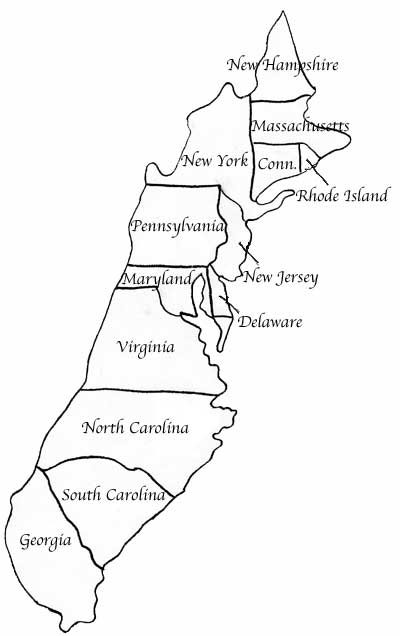 New Hampshire
Massachusetts
New York
Conn.
Rhode Island
Pennsylvania
New Jersey
Maryland
Delaware
Virginia
North Carolina
South Carolina
Georgia